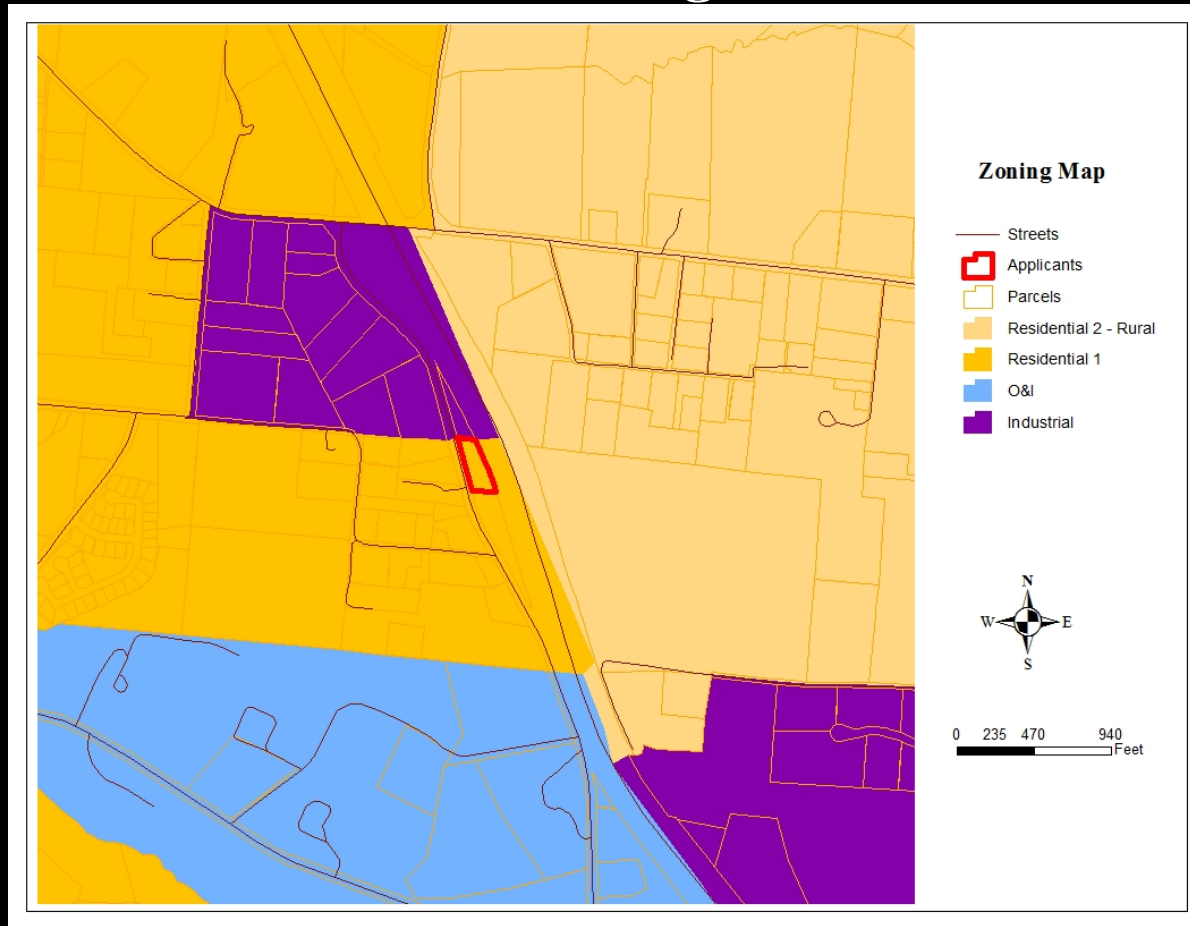 Zoning Map
Streets
Applicants
Parcels
Residential 2 - Rural
Residential 1
O&I
Industrial
N
W E
S
0 235 470 940
Feet